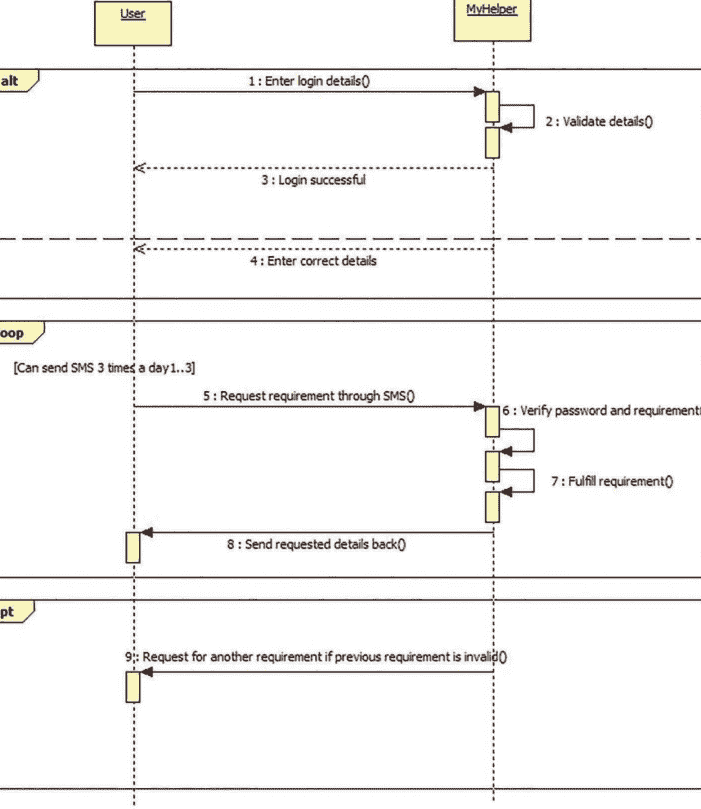 User
MyHelper
alt
1 : Enter login details()
2 : Validate details()
3 : Login successful
4 : Enter correct details
oop
[Can send SMS 3 times a day1..3]
5 : Request requirement through SMS()
6 : Verify password and requirement(
7 : Fulfill requirement()
8 : Send requested details back()
pt
9 : Request for another requirement if previous requirement is invalid()